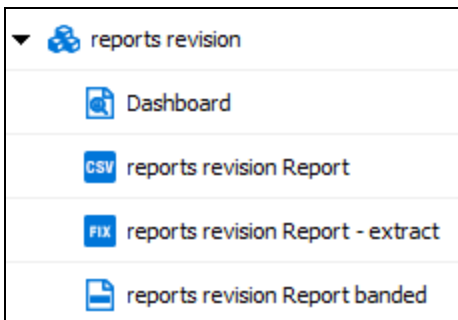 reports revision
Dashboard
CSV reports revision Report
FIX reports revision Report - extract
reports revision Report banded